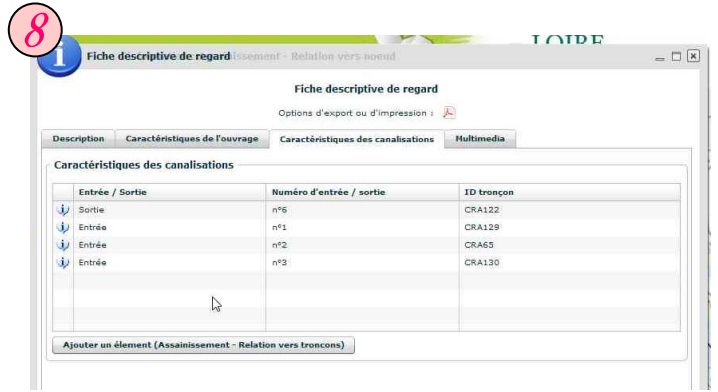 8
LOIRE
Fiche descriptive de regard
Fiche descriptive de regard
Options d'export ou d'impression :
Description Caractéristiques de l'ouvrage Caractéristiques des canalisations Multimedia
Caractéristiques des canalisations
Entrée / Sortie Numéro d'entrée / sortie ID tronçon
Sortie n°6 CRA122
Entrée n°1 CRA129
Entrée n°2 CRA65
Entrée n°3 CRA130
Ajouter un élement (Assainissement - Relation vers troncons)